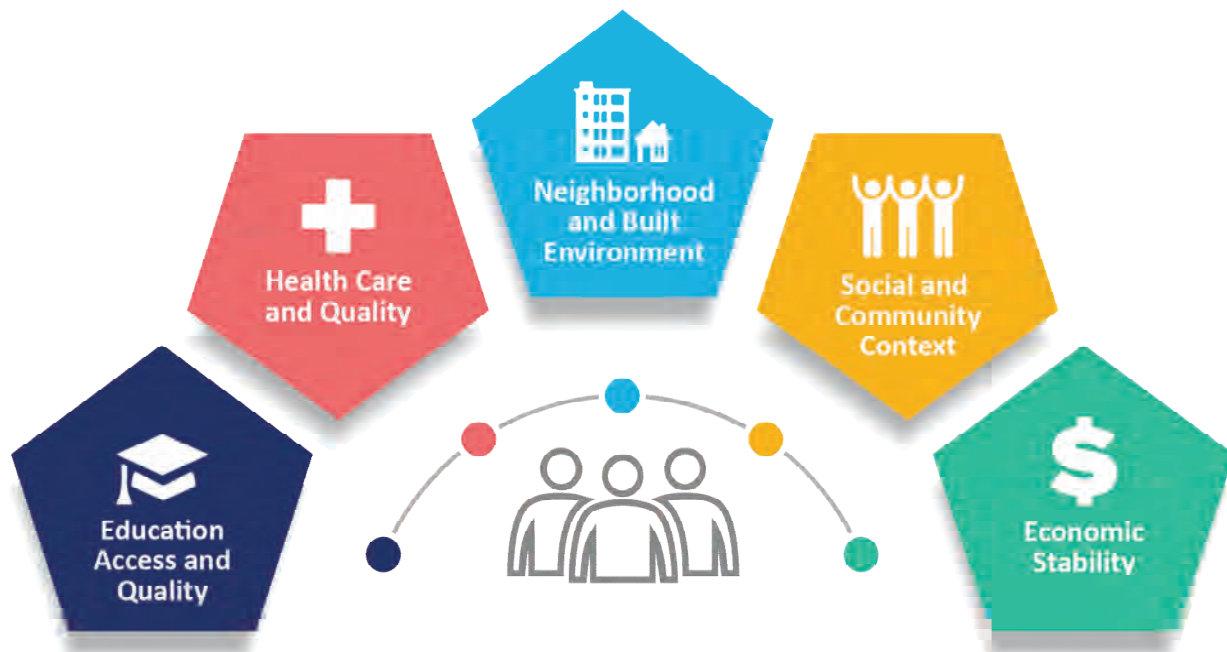 Education
Access and
Quality
Health Care
and Quality
Neighborhood
and Built
Environment
Social and
Community
Context
Economic
Stability